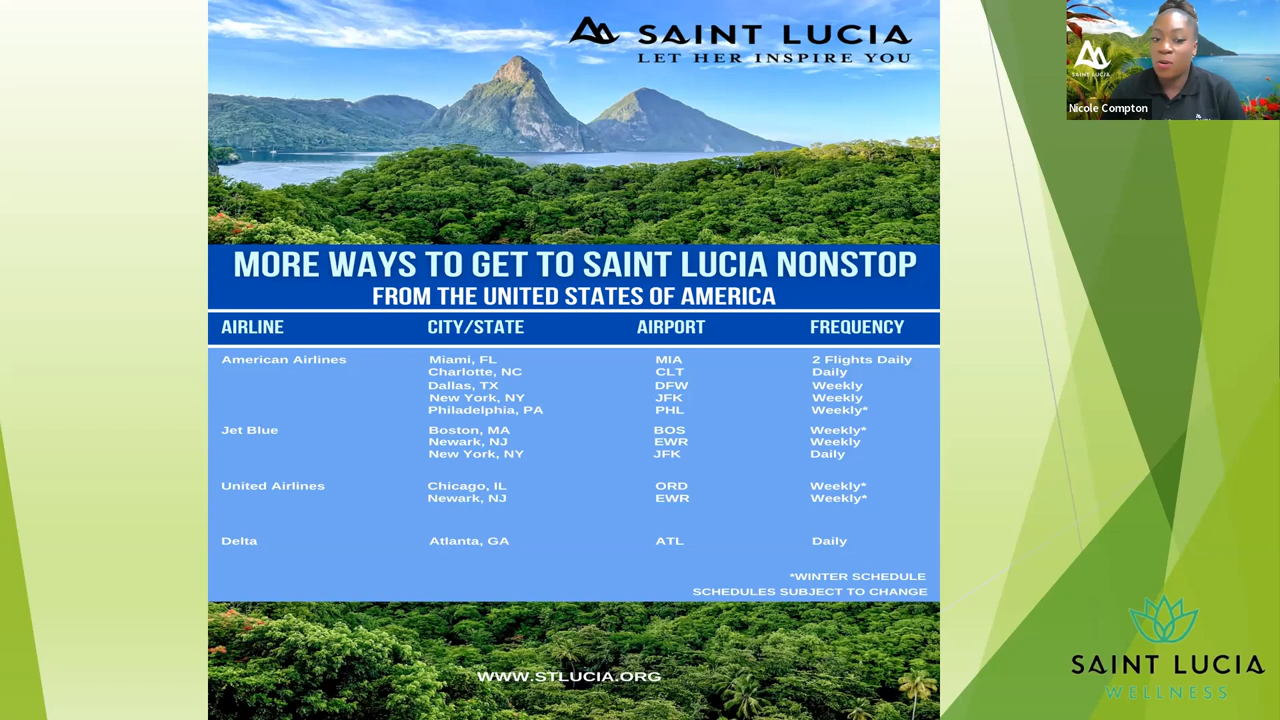 SAINT LUCIA
LET HER INSPIRE YOU
SAINT LUCIA
Nicole Compton
MORE WAYS TO GET TO SAINT LUCIA NONSTOP
FROM THE UNITED STATES OF AMERICA
AIRLINE CITY/STATE AIRPORT FREQUENCY
American Airlines Miami, FL MIA 2 Flights Daily
Charlotte, NC CLT Daily
Dallas, TX DFW Weekly
New York, NY JFK Weekly
Philadelphia, PA PHL Weekly*
Jet Blue Boston, MA BOS Weekly*
Newark, NJ EWR Weekly
New York, NY JFK Daily
United Airlines Chicago, IL ORD Weekly*
Newark, NJ EWR Weekly*
Delta Atlanta, GA ATL Daily
*WINTER SCHEDULE
SCHEDULES SUBJECT TO CHANGE
WWW.STLUCIA.ORG
SAINT LUCIA
WELLNESS